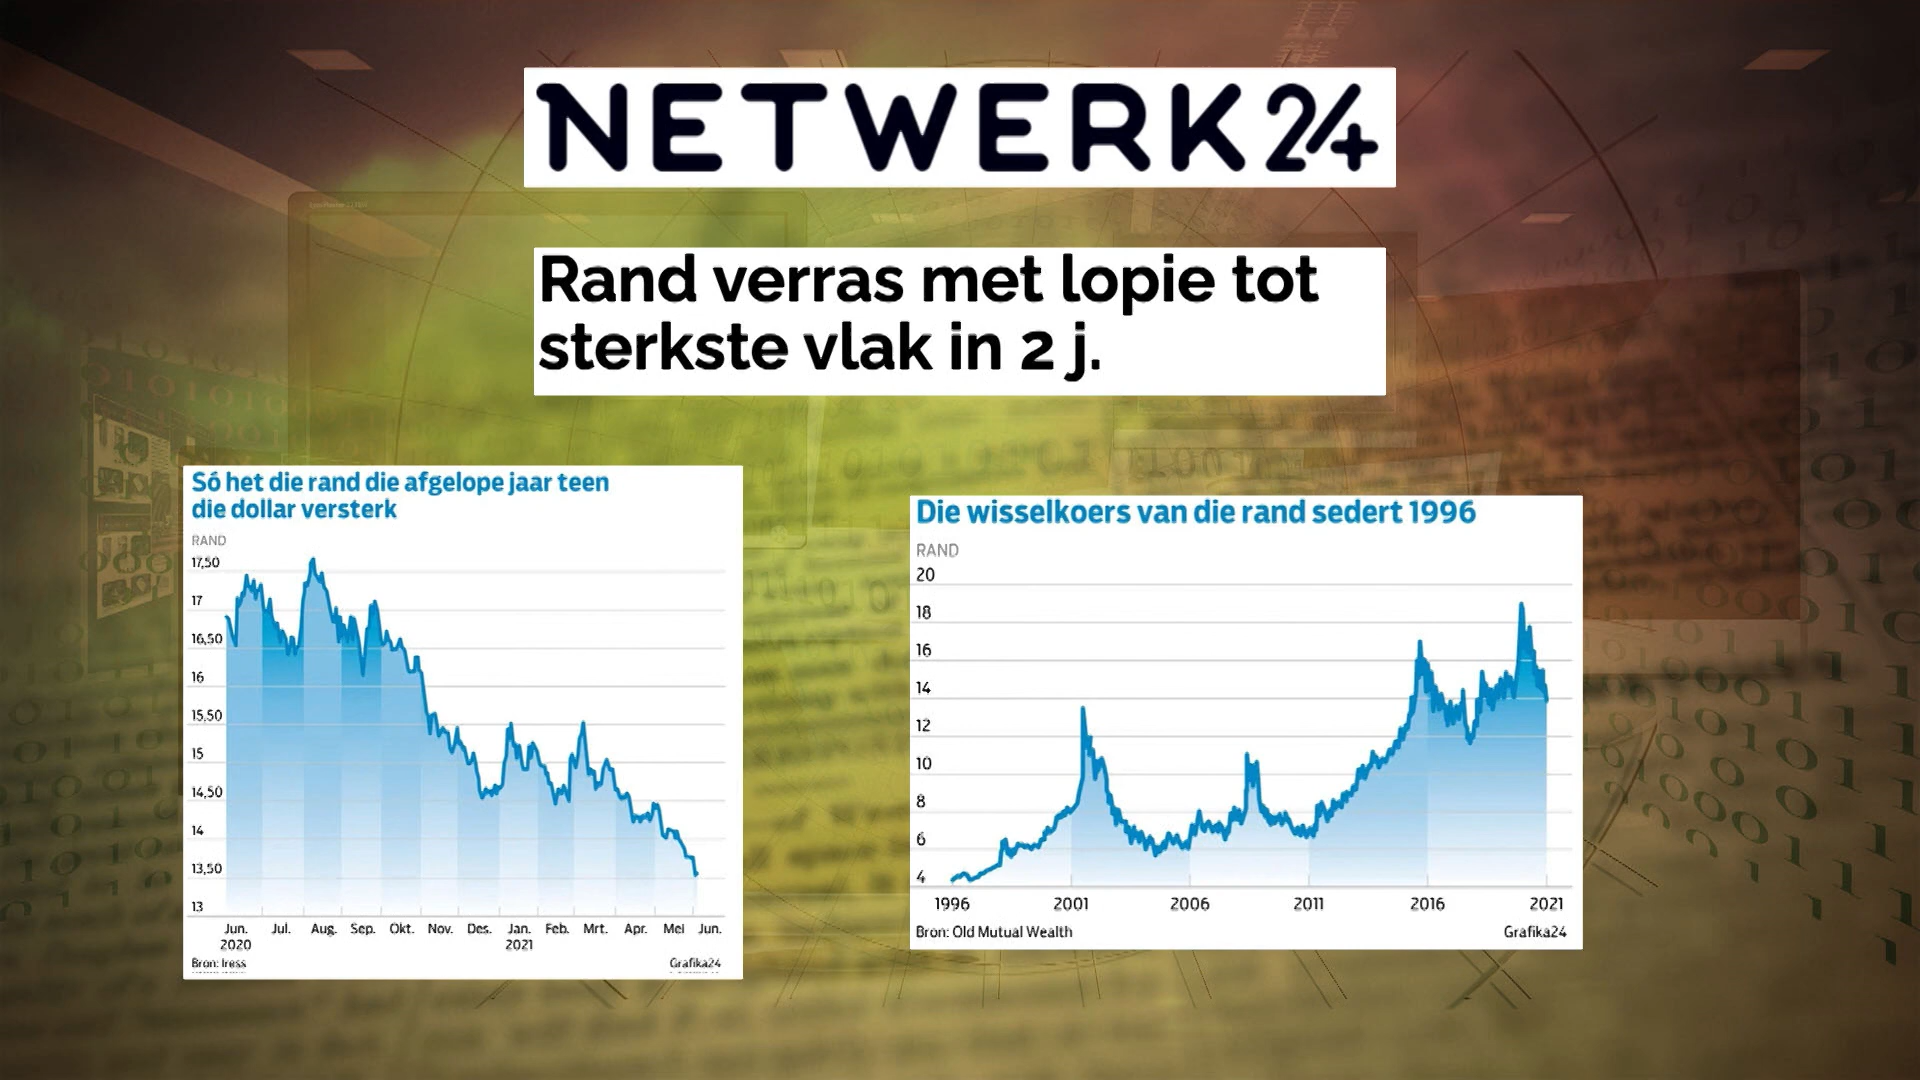 NETWERK24
Rand verras met lopie tot
sterkste vlak in 2 j.
Só het die rand die afgelope jaar teen
die dollar versterk
RAND
17,50
17
16,50
16
15,50
15
14,50
14
13,50
13
Jun. Jul. Aug. Sep. Okt. Nov. Des. Jan. Feb. Mrt. Apr. Mei Jun.
2020 2021
Bron: Iress Grafika24
Die wisselkoers van die rand sedert 1996
RAND
20
18
16
14
12
10
8
6
4
1996 2001 2006 2011 2016 2021
Bron: Old Mutual Wealth Grafika24